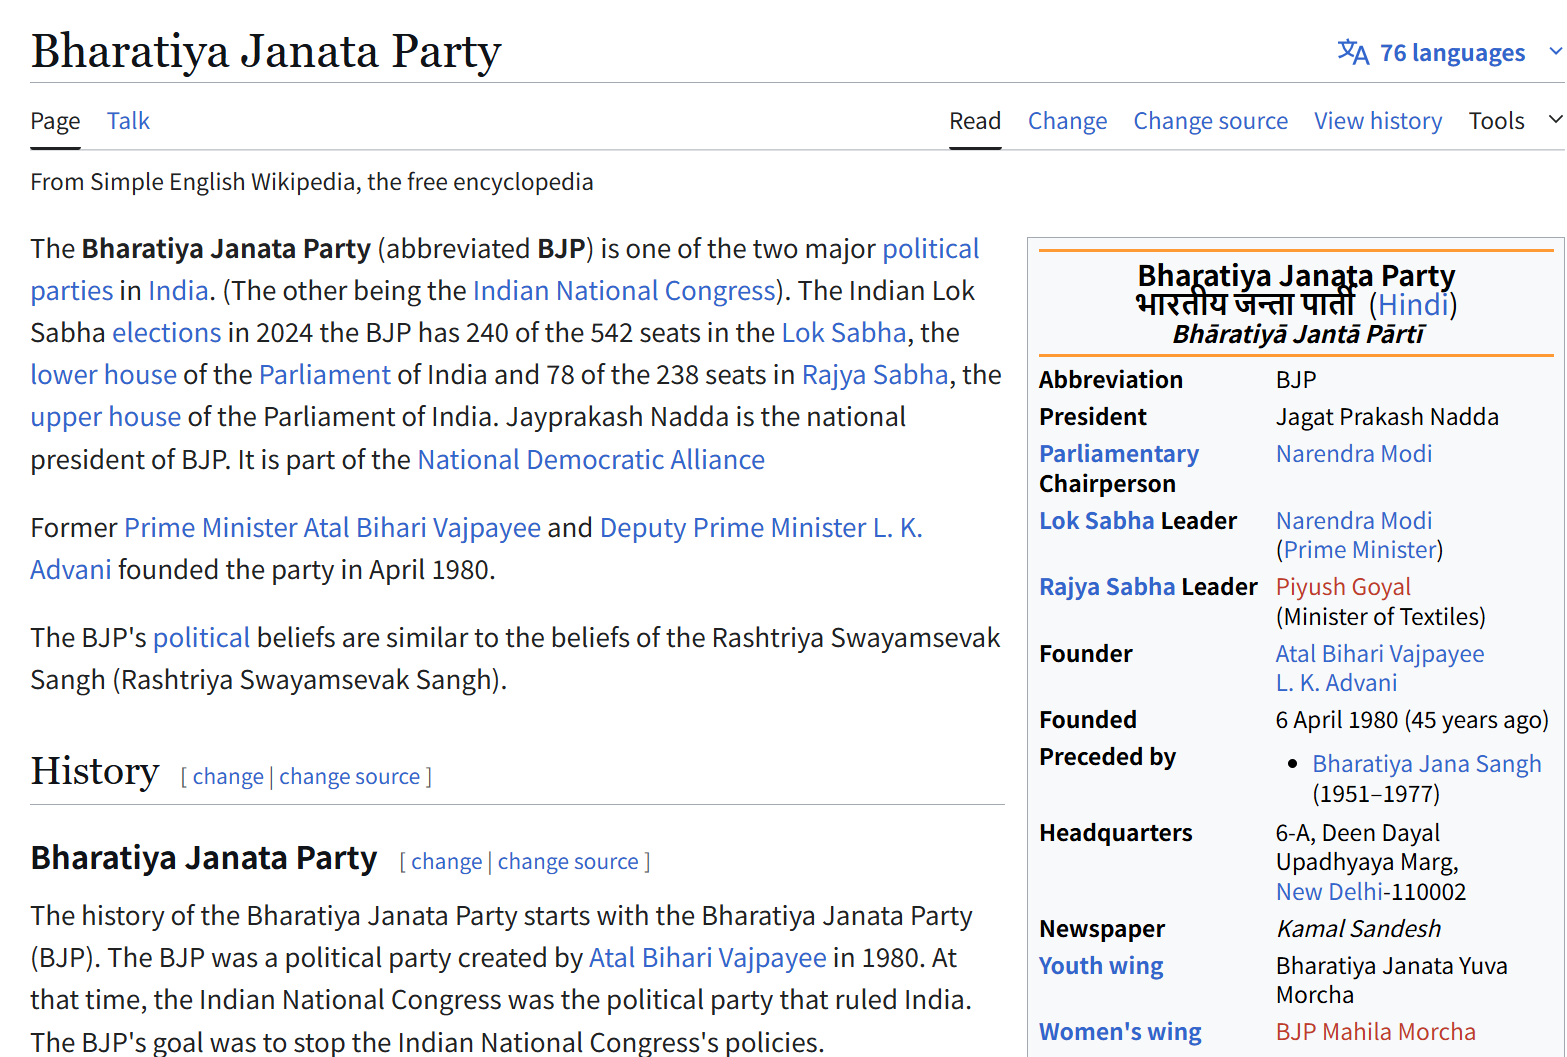 Bharatiya Janata Party
76 languages
Page Talk Read Change Change source View history Tools
From Simple English Wikipedia, the free encyclopedia
The Bharatiya Janata Party (abbreviated BJP) is one of the two major political
parties in India. (The other being the Indian National Congress). The Indian Lok
Sabha elections in 2024 the BJP has 240 of the 542 seats in the Lok Sabha, the
lower house of the Parliament of India and 78 of the 238 seats in Rajya Sabha, the
upper house of the Parliament of India. Jayprakash Nadda is the national
president of BJP. It is part of the National Democratic Alliance
Former Prime Minister Atal Bihari Vajpayee and Deputy Prime Minister L. K.
Advani founded the party in April 1980.
The BJP's political beliefs are similar to the beliefs of the Rashtriya Swayamsevak
Sangh (Rashtriya Swayamsevak Sangh).
History [ change | change source ]
Bharatiya Janata Party [ change | change source ]
The history of the Bharatiya Janata Party starts with the Bharatiya Janata Party
(BJP). The BJP was a political party created by Atal Bihari Vajpayee in 1980. At
that time, the Indian National Congress was the political party that ruled India.
The BJP's goal was to stop the Indian National Congress's policies.
Bharatiya Janata Party
भारतीय जन्ता पार्ती (Hindi)
Bhāratiyā Jantā Pārtī
Abbreviation BJP
President Jagat Prakash Nadda
Parliamentary Narendra Modi
Chairperson
Lok Sabha Leader Narendra Modi
(Prime Minister)
Rajya Sabha Leader Piyush Goyal
(Minister of Textiles)
Founder Atal Bihari Vajpayee
L. K. Advani
Founded 6 April 1980 (45 years ago)
Preceded by • Bharatiya Jana Sangh
(1951–1977)
Headquarters 6-A, Deen Dayal
Upadhyaya Marg,
New Delhi-110002
Newspaper Kamal Sandesh
Youth wing Bharatiya Janata Yuva
Morcha
Women's wing BJP Mahila Morcha